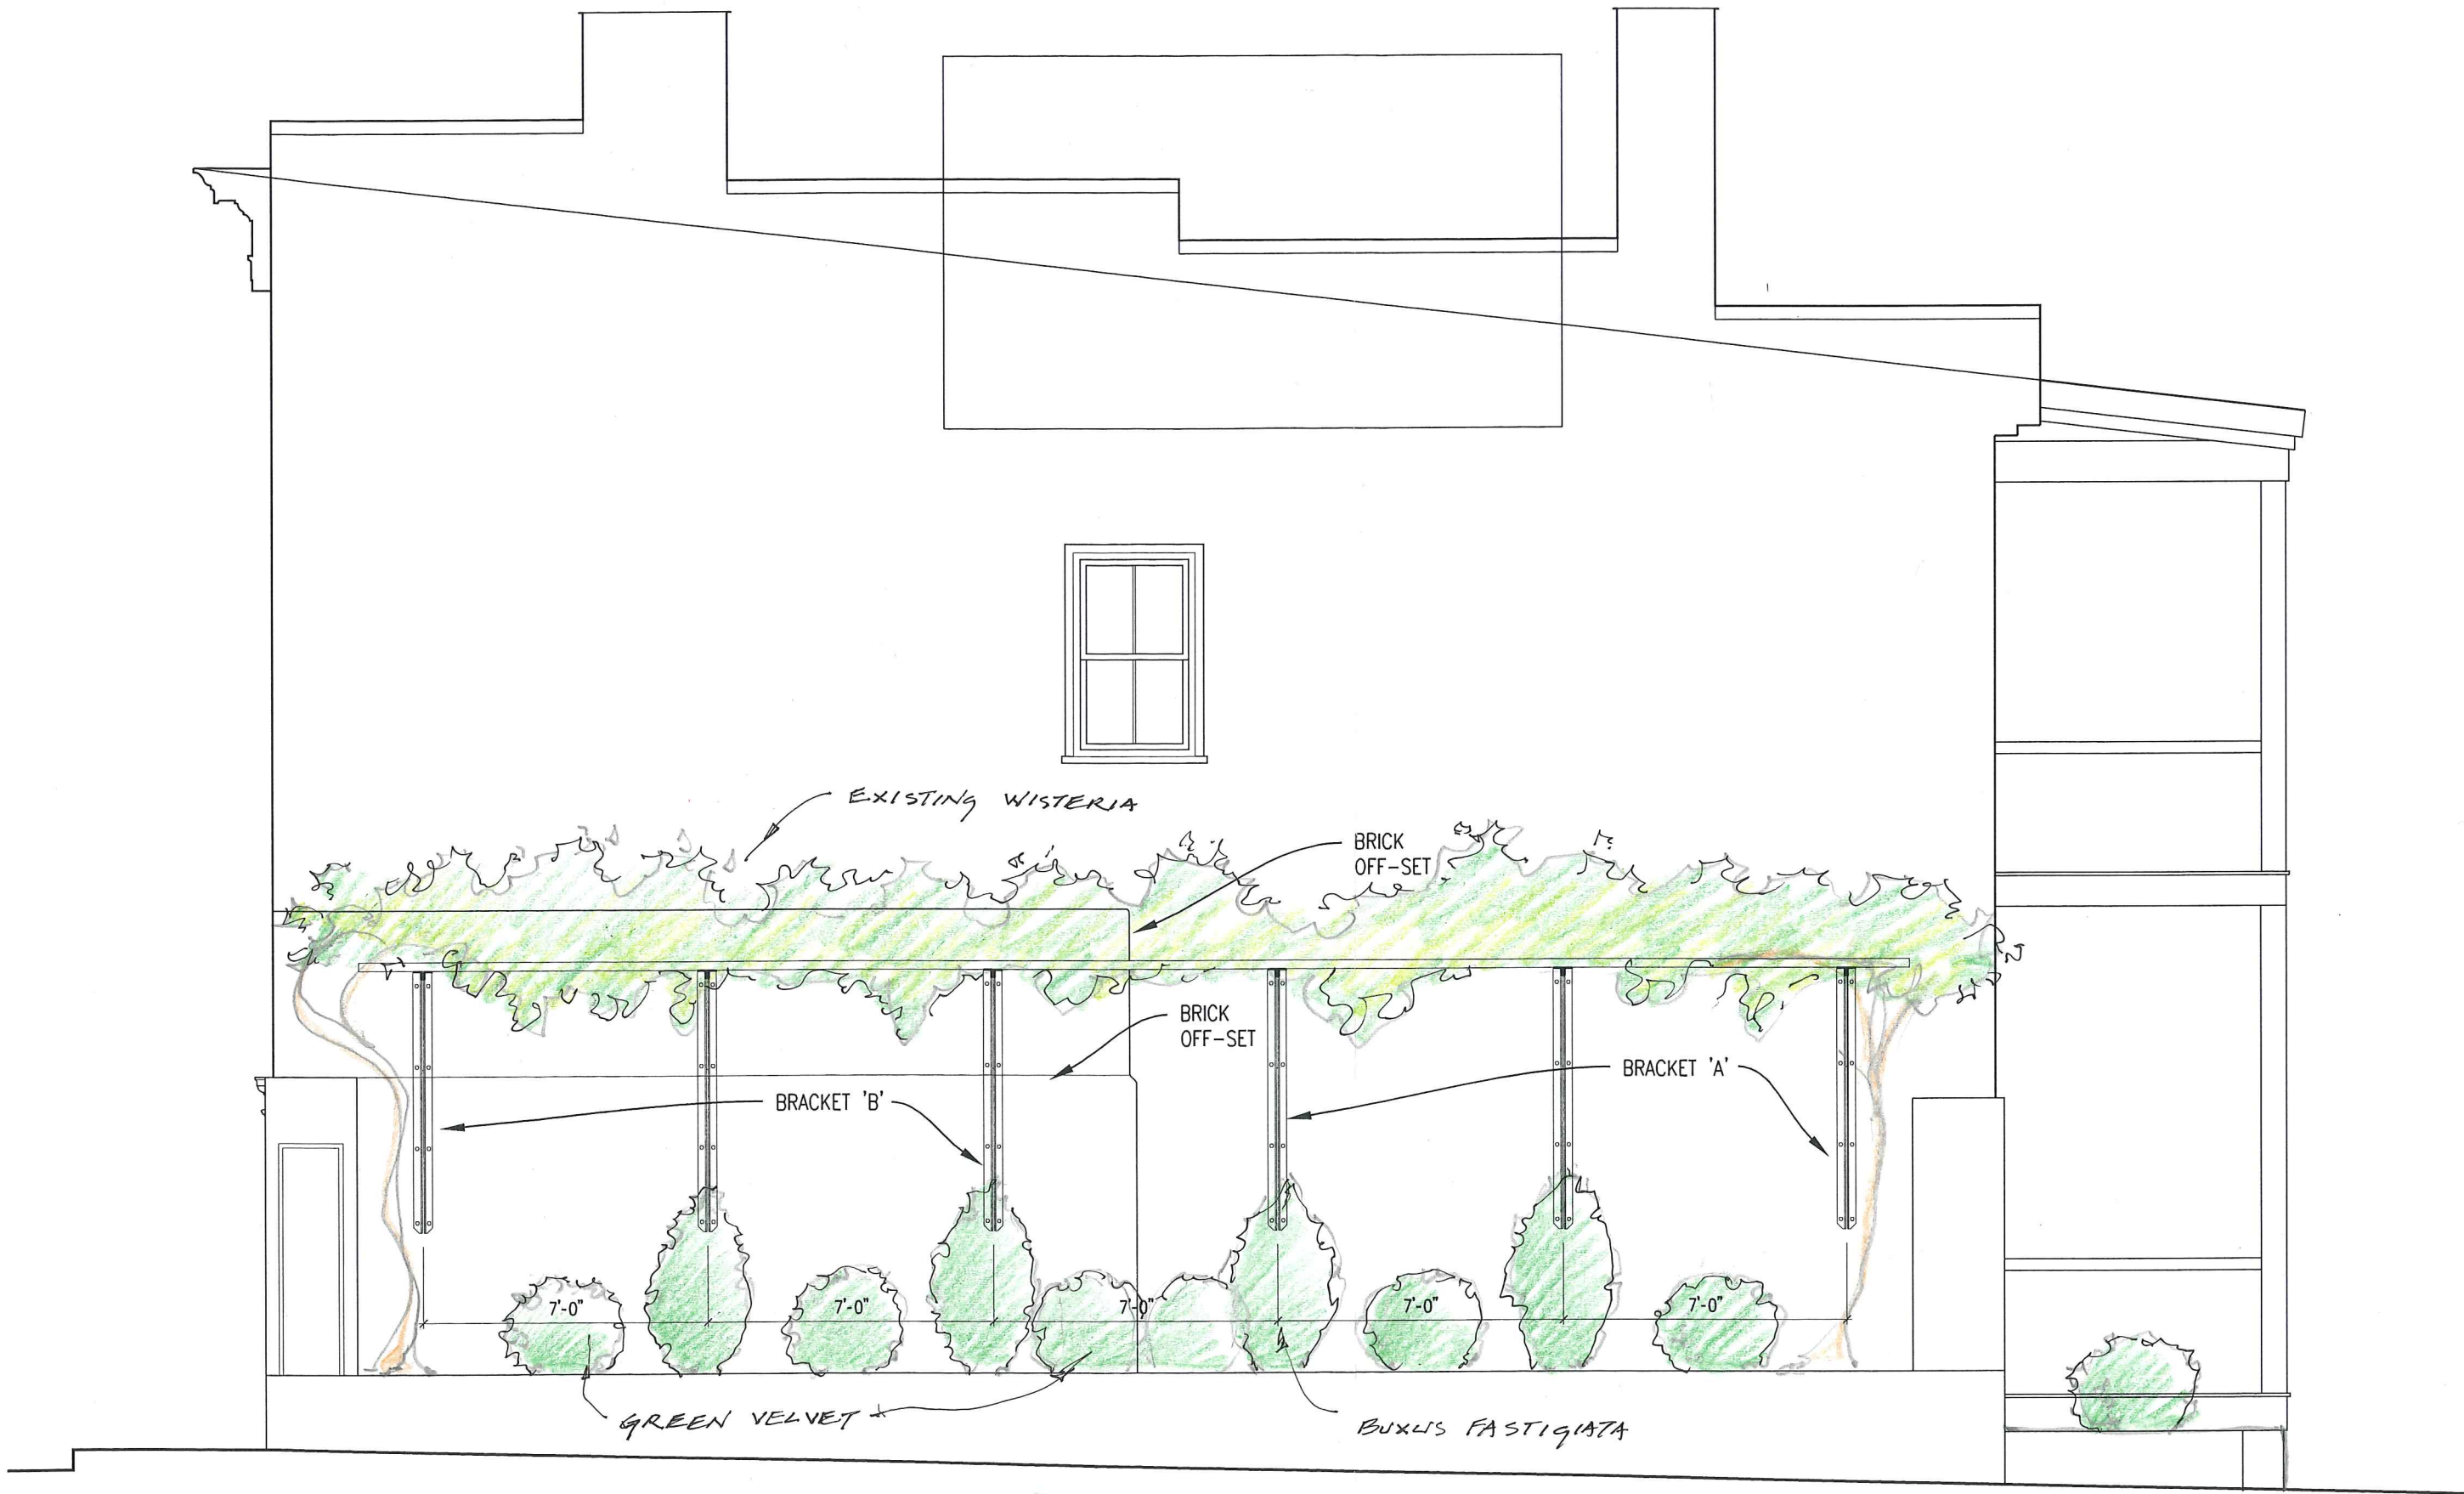 EXISTING WISTERIA
BRICK
OFF-SET
BRICK
OFF-SET
BRACKET 'A'
BRACKET 'B'
7'-0"
7'-0"
7'-0"
7'-0"
7'-0"
GREEN VELVET
BUXUS FASTIGIATA